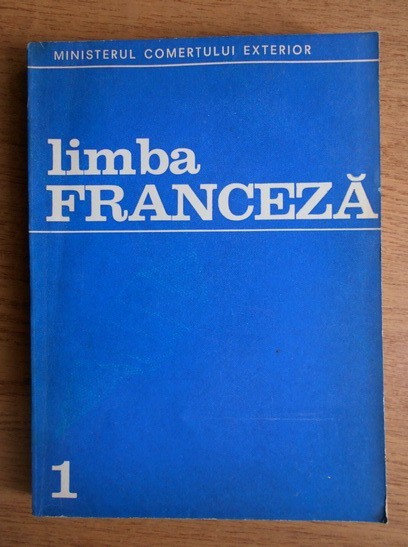 MINISTERUL COMERTULUI EXTERIOR
limba
FRANCEZĂ
1